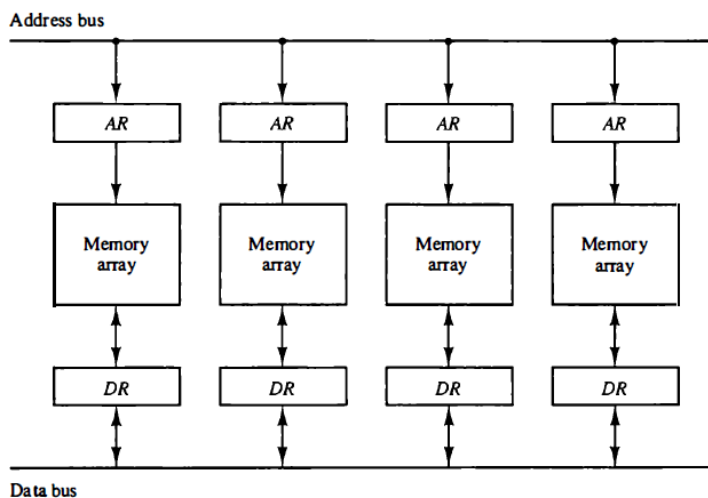 Address bus
AR AR AR AR
Memory Memory Memory Memory
array array array array
DR DR DR DR
Data bus